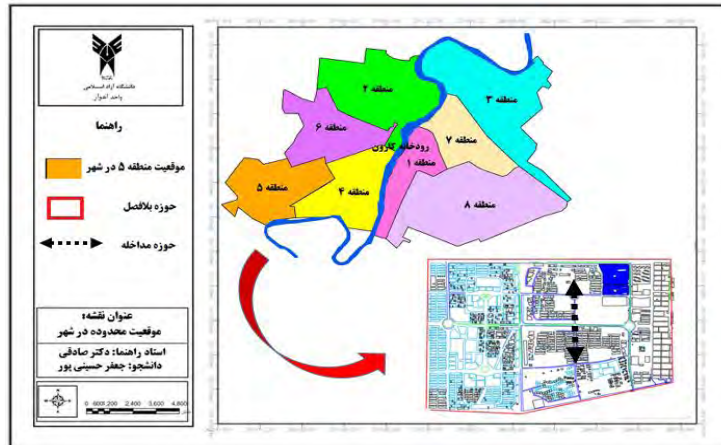 دانشگاه آزاد اسلامی
واحد اهواز
راهنما
موقعیت منطقه ۵ در شهر
حوزه بلافصل
حوزه مداخله
عنوان نقشه:
موقعیت محدوده در شهر
استاد راهنما: دکتر صادقی
دانشجو: جعفر حسینی پور
منطقه ۲
منطقه ۳
منطقه ۶
رودخانه کارون
منطقه ۷
منطقه ۱
منطقه ۵
منطقه ۴
منطقه ۸